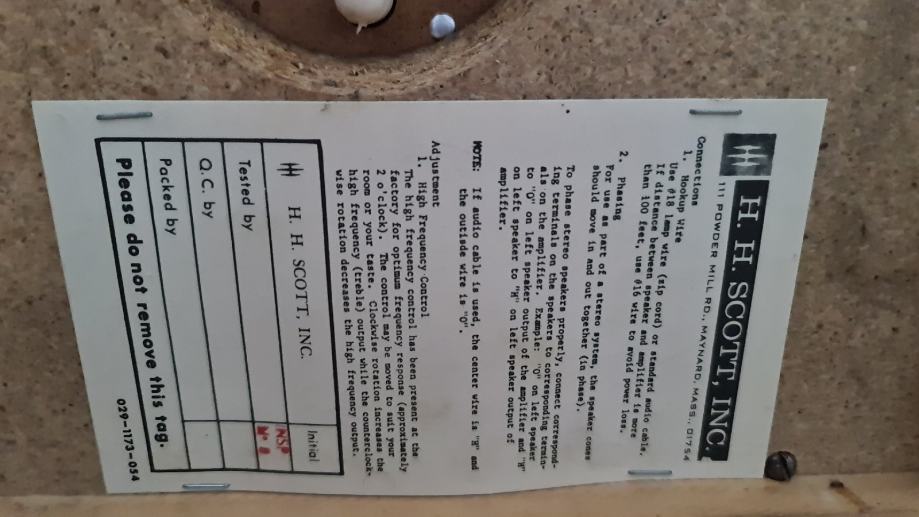 H. H. SCOTT, INC.
111 POWDER MILL RD., MAYNARD, MASS., 01754
Connections
1. Hookup Wire
Use #18 lamp wire (zip cord) or standard audio cable.
If distance between speaker and amplifier is more
than 100 feet, use #16 wire to avoid power loss.
2. Phasing
For use as part of a stereo system, the speaker cones
should move in and out together (in phase).
To phase stereo speakers properly, connect correspond-
ing terminals on the speakers to corresponding termin-
als on the amplifier. Example: "0" on left speaker
to "0" on left speaker output of the amplifier and "H"
on left speaker to "H" on left speaker output of
amplifier.
NOTE: If audio cable is used, the center wire is "H" and
the outisde wire is "0".
Adjustment
1. High Frequency Control
The high frequency control has been present at the
factory for optimum frequency response (approximately
2 o'clock). The control may be moved to suit your
room or your taste. Clockwise rotation increases the
high frequency (treble) output while the counterclock-
wise rotation decreases the high frequency output.
H. H. SCOTT, INC. Initial
Tested by
Q.C. by
Packed by
Please do not remove this tag.
029-1173-054